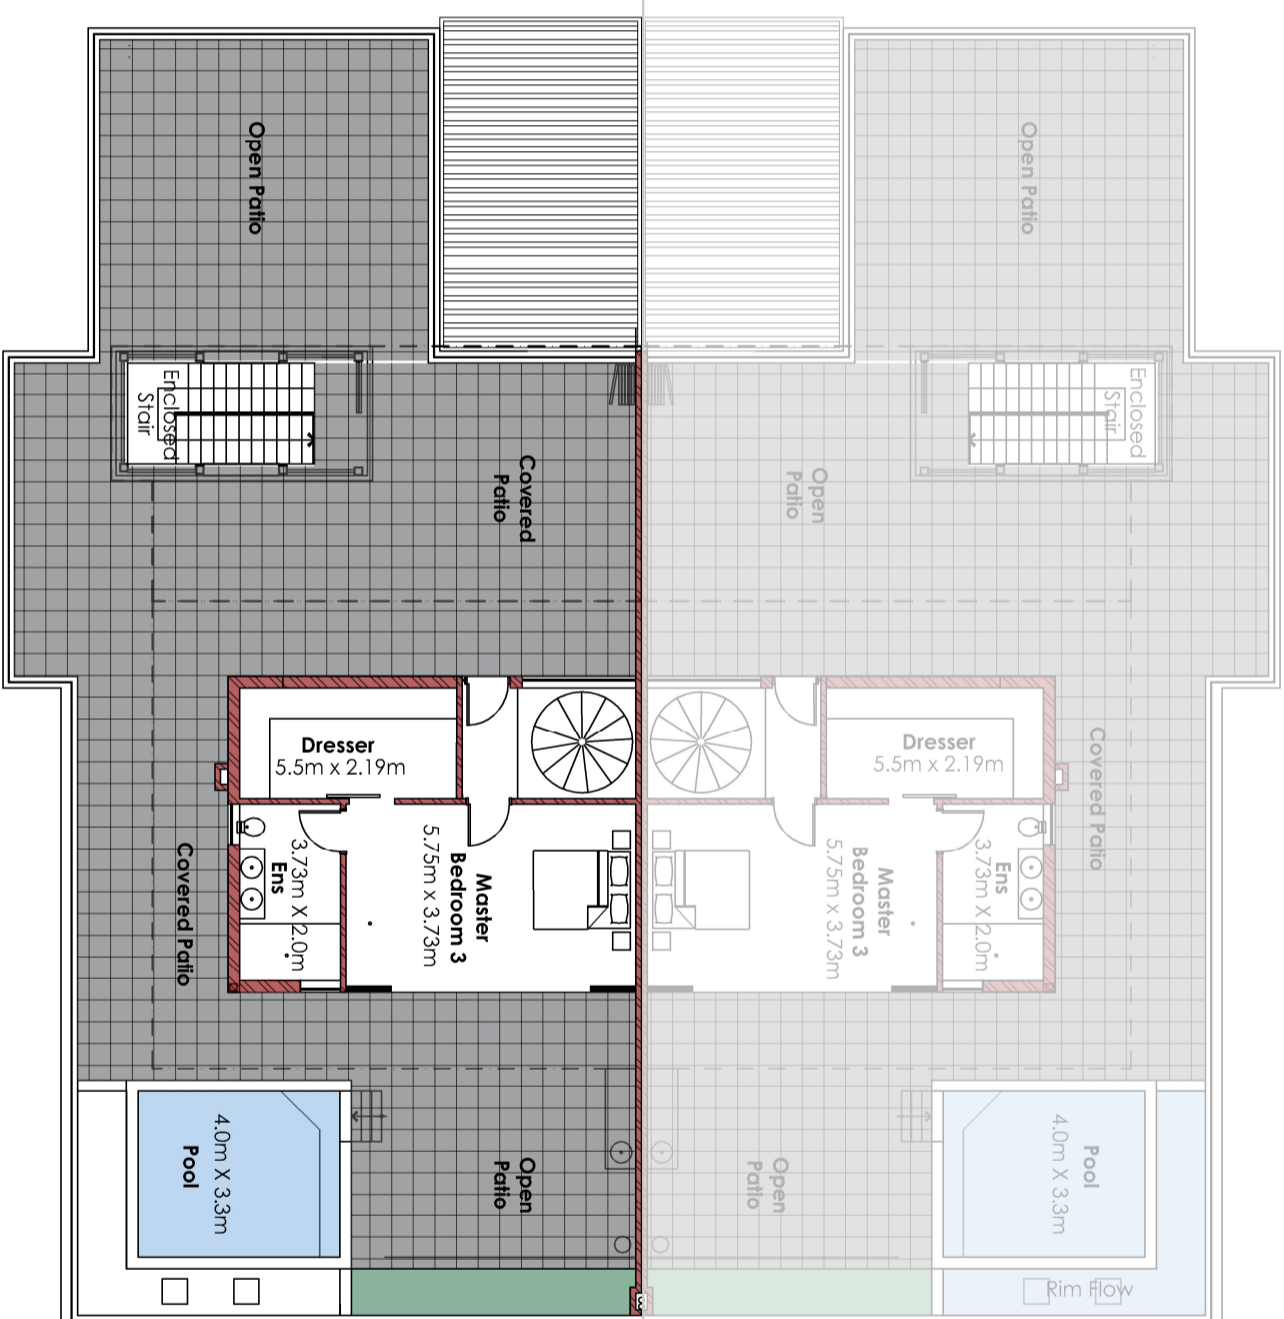 Open Patio
Open Patio
Enclosed
Stair
Enclosed
Stair
Covered
Patio
Open
Patio
Dresser
5.5m x 2.19m
Dresser
5.5m x 2.19m
Covered Patio
Covered Patio
Ens
3.73m X 2.0m
Master
Bedroom 3
5.75m x 3.73m
Master
Bedroom 3
5.75m x 3.73m
Ens
3.73m X 2.0m
Pool
4.0m X 3.3m
Open
Patio
Open
Patio
Pool
4.0m X 3.3m
Rim Flow